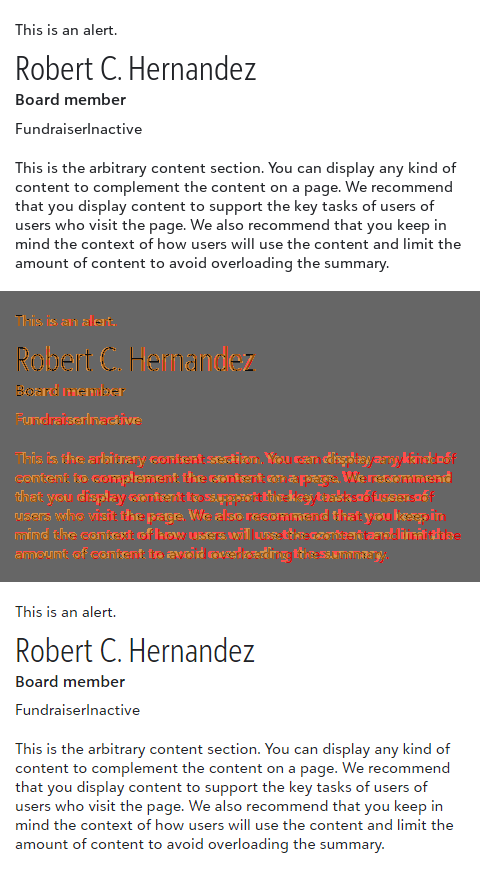 This is an alert.
Robert C. Hernandez
Board member
FundraiserInactive
This is the arbitrary content section. You can display any kind of
content to complement the content on a page. We recommend
that you display content to support the key tasks of users of
users who visit the page. We also recommend that you keep in
mind the context of how users will use the content and limit the
amount of content to avoid overloading the summary.
This is an alert.
Robert C. Hernandez
Board member
FundraiserInactive
This is the arbitrary content section. You can display any kind of
content to complement the content on a page. We recommend
that you display content to support the key tasks of users of
users who visit the page. We also recommend that you keep in
mind the context of how users will use the content and limit the
amount of content to avoid overloading the summary.
This is an alert.
Robert C. Hernandez
Board member
FundraiserInactive
This is the arbitrary content section. You can display any kind of
content to complement the content on a page. We recommend
that you display content to support the key tasks of users of
users who visit the page. We also recommend that you keep in
mind the context of how users will use the content and limit the
amount of content to avoid overloading the summary.